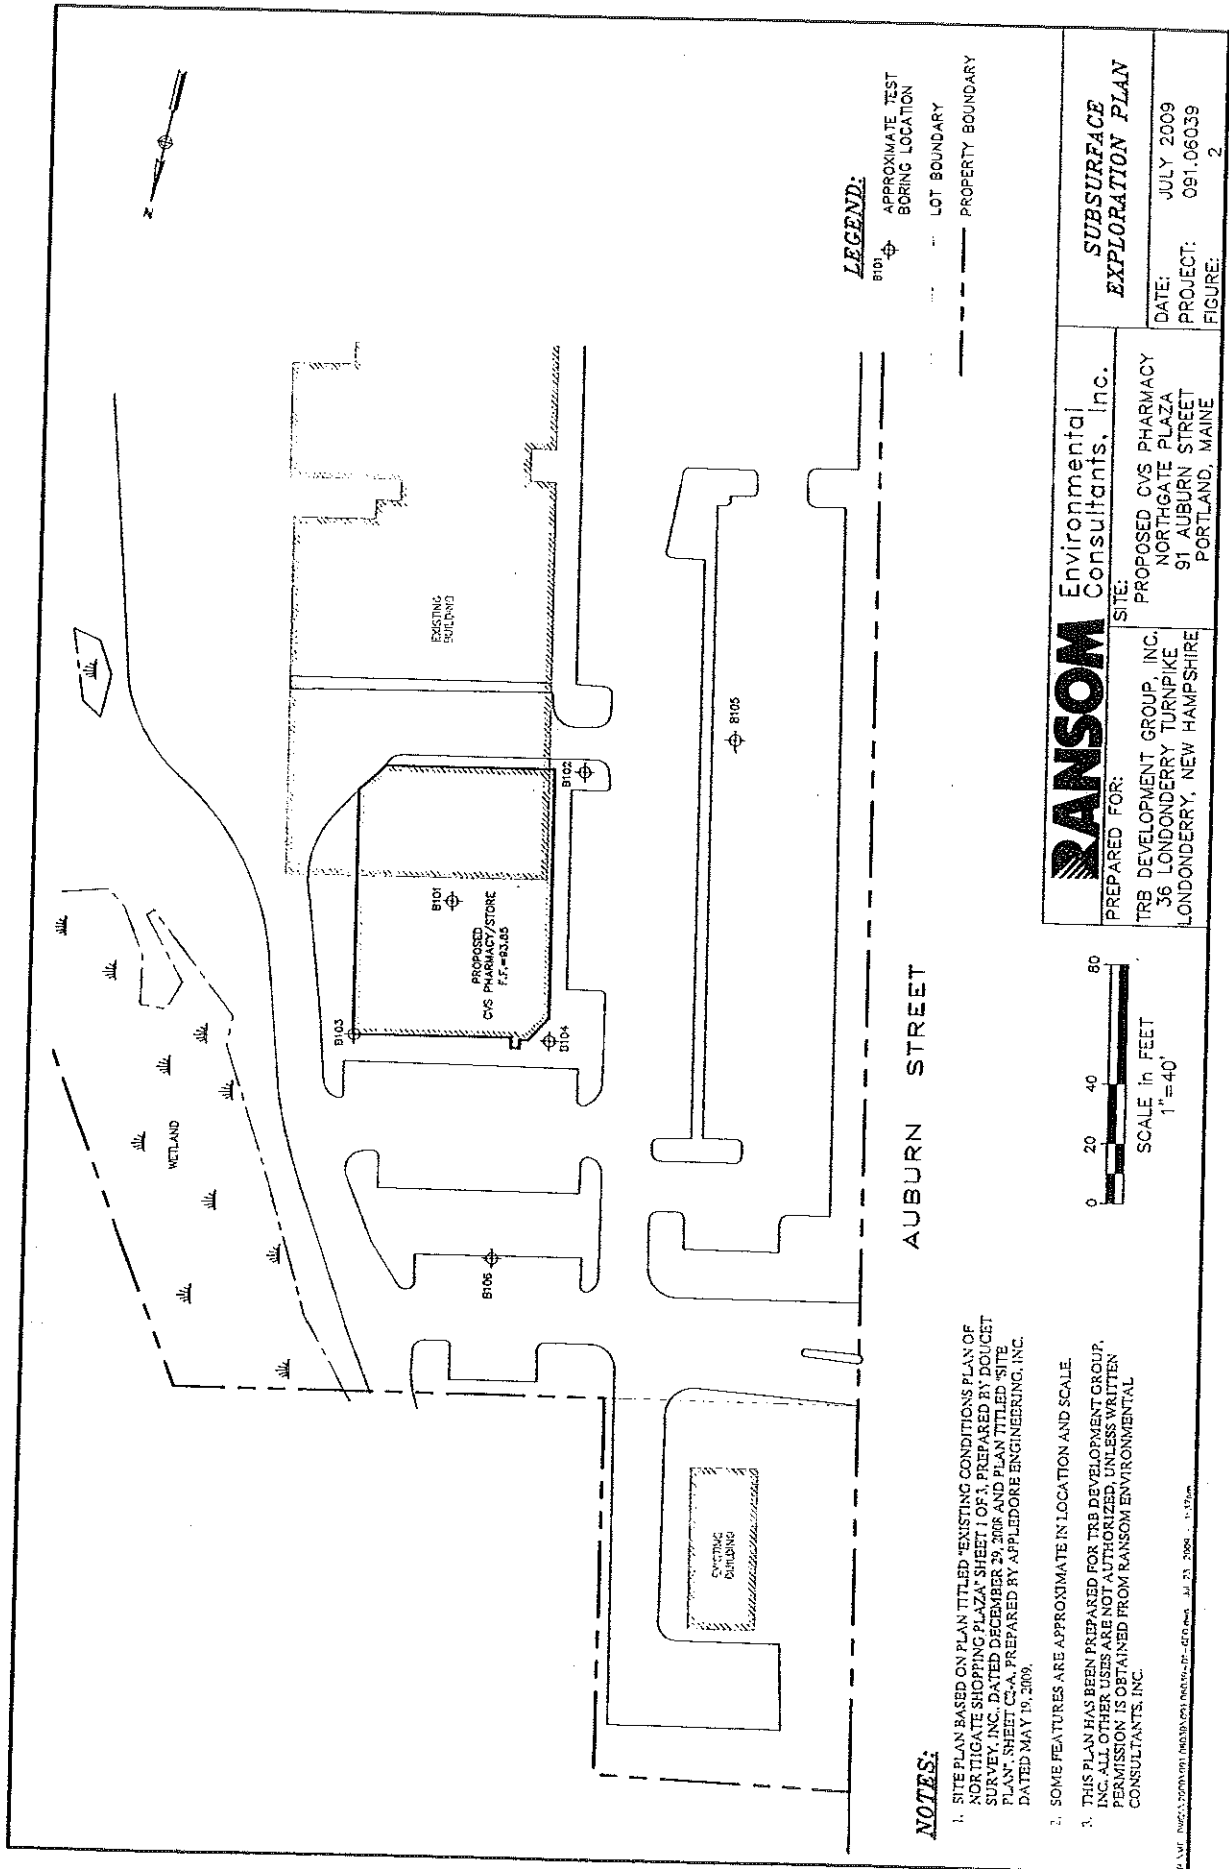 N
WETLAND
EXISTING
BUILDING
B103
B101
PROPOSED
CVS PHARMACY/STORE
F.F.=93.85
B102
B104
B106
B105
EXISTING
BUILDING
AUBURN STREET
LEGEND:
B101
APPROXIMATE TEST
BORING LOCATION
LOT BOUNDARY
PROPERTY BOUNDARY
NOTES:
1. SITE PLAN BASED ON PLAN TITLED "EXISTING CONDITIONS PLAN OF
NORTHGATE SHOPPING PLAZA" SHEET 1 OF 3, PREPARED BY DOUCET
SURVEY, INC., DATED DECEMBER 29, 2008 AND PLAN TITLED "SITE
PLAN", SHEET C2-A, PREPARED BY APPLEDORE ENGINEERING, INC.
DATED MAY 19, 2009.
2. SOME FEATURES ARE APPROXIMATE IN LOCATION AND SCALE.
3. THIS PLAN HAS BEEN PREPARED FOR TRB DEVELOPMENT GROUP,
INC. ALL OTHER USES ARE NOT AUTHORIZED, UNLESS WRITTEN
PERMISSION IS OBTAINED FROM RANSOM ENVIRONMENTAL
CONSULTANTS, INC.
0 20 40 80
SCALE in FEET
1"=40'
RANSOM Environmental
Consultants, Inc.
PREPARED FOR:
TRB DEVELOPMENT GROUP, INC.
36 LONDONDERRY TURNPIKE
LONDONDERRY, NEW HAMPSHIRE
SITE:
PROPOSED CVS PHARMACY
NORTHGATE PLAZA
91 AUBURN STREET
PORTLAND, MAINE
SUBSURFACE
EXPLORATION PLAN
DATE: JULY 2009
PROJECT: 091.06039
FIGURE: 2